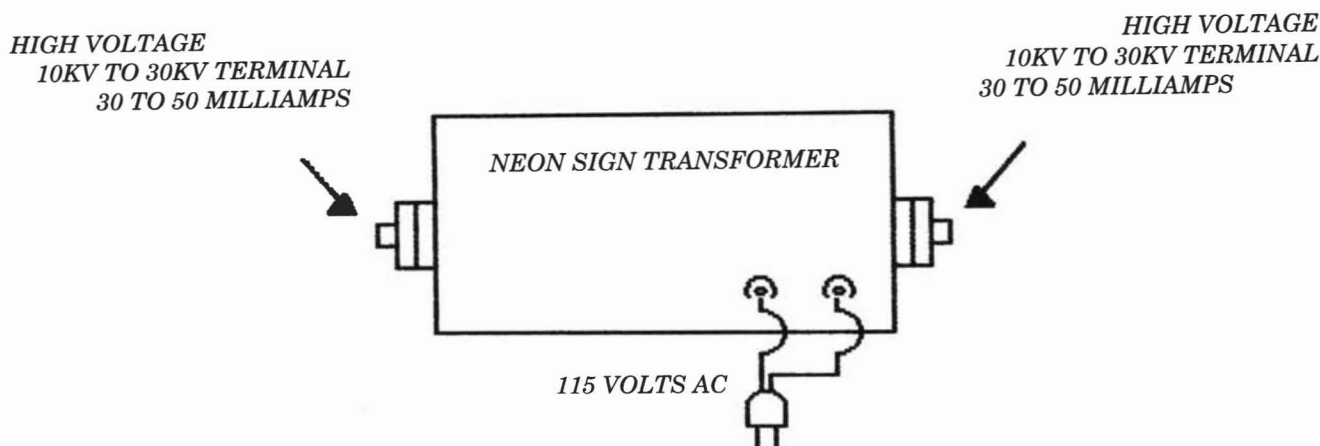 HIGH VOLTAGE
10KV TO 30KV TERMINAL
30 TO 50 MILLIAMPS
HIGH VOLTAGE
10KV TO 30KV TERMINAL
30 TO 50 MILLIAMPS
NEON SIGN TRANSFORMER
115 VOLTS AC